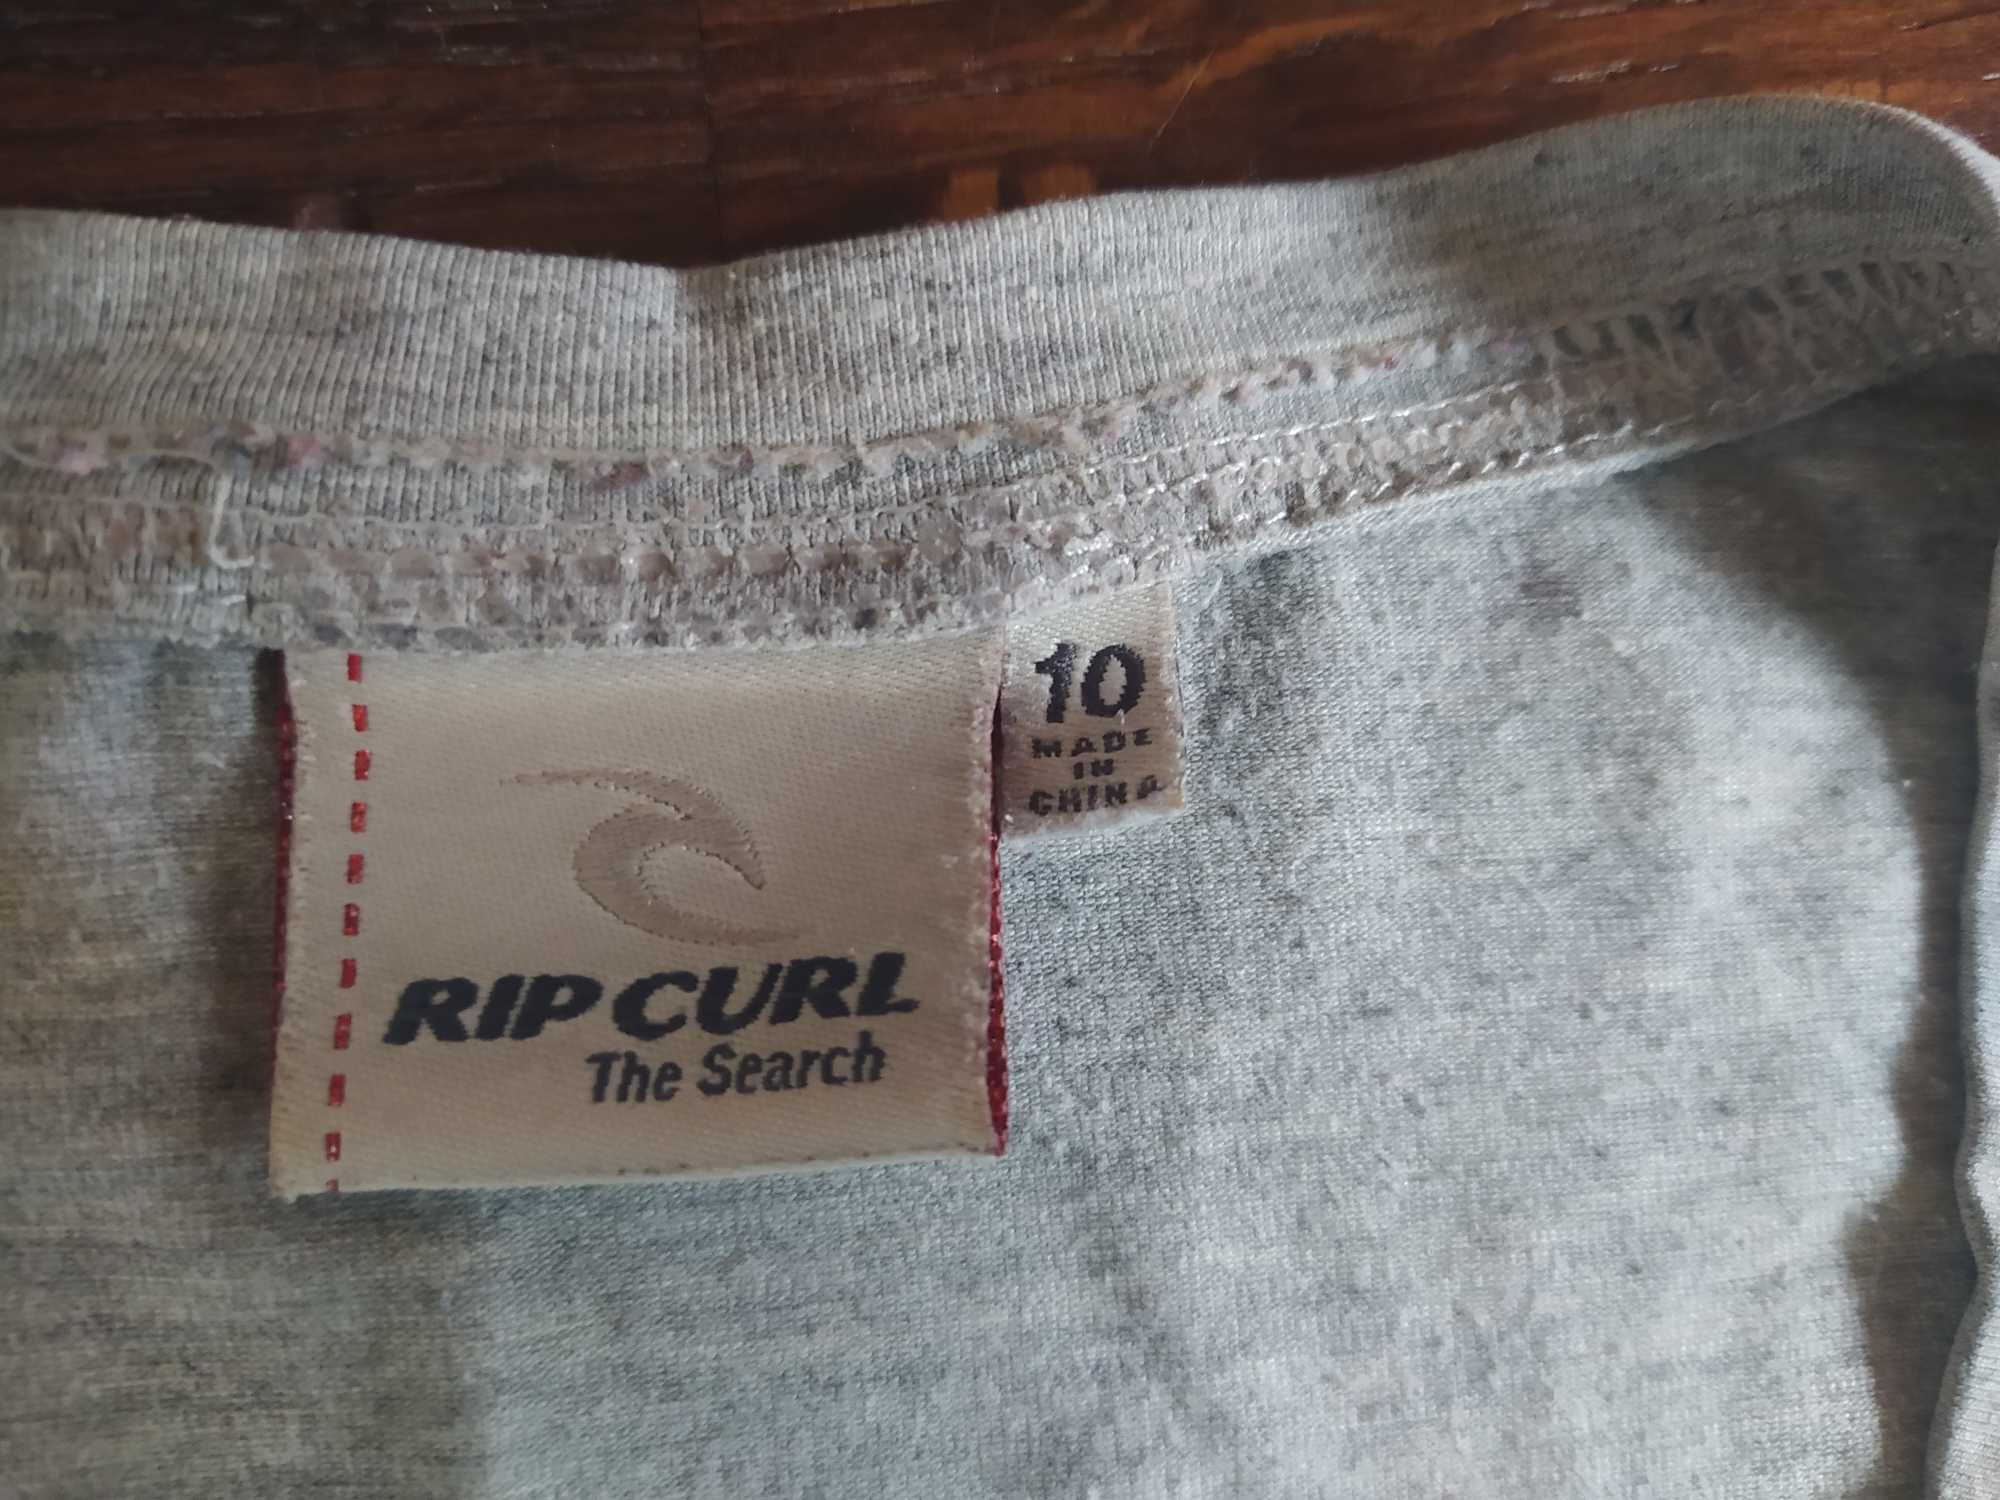 10
MADE
IN
CHINA
RIP CURL
The Search